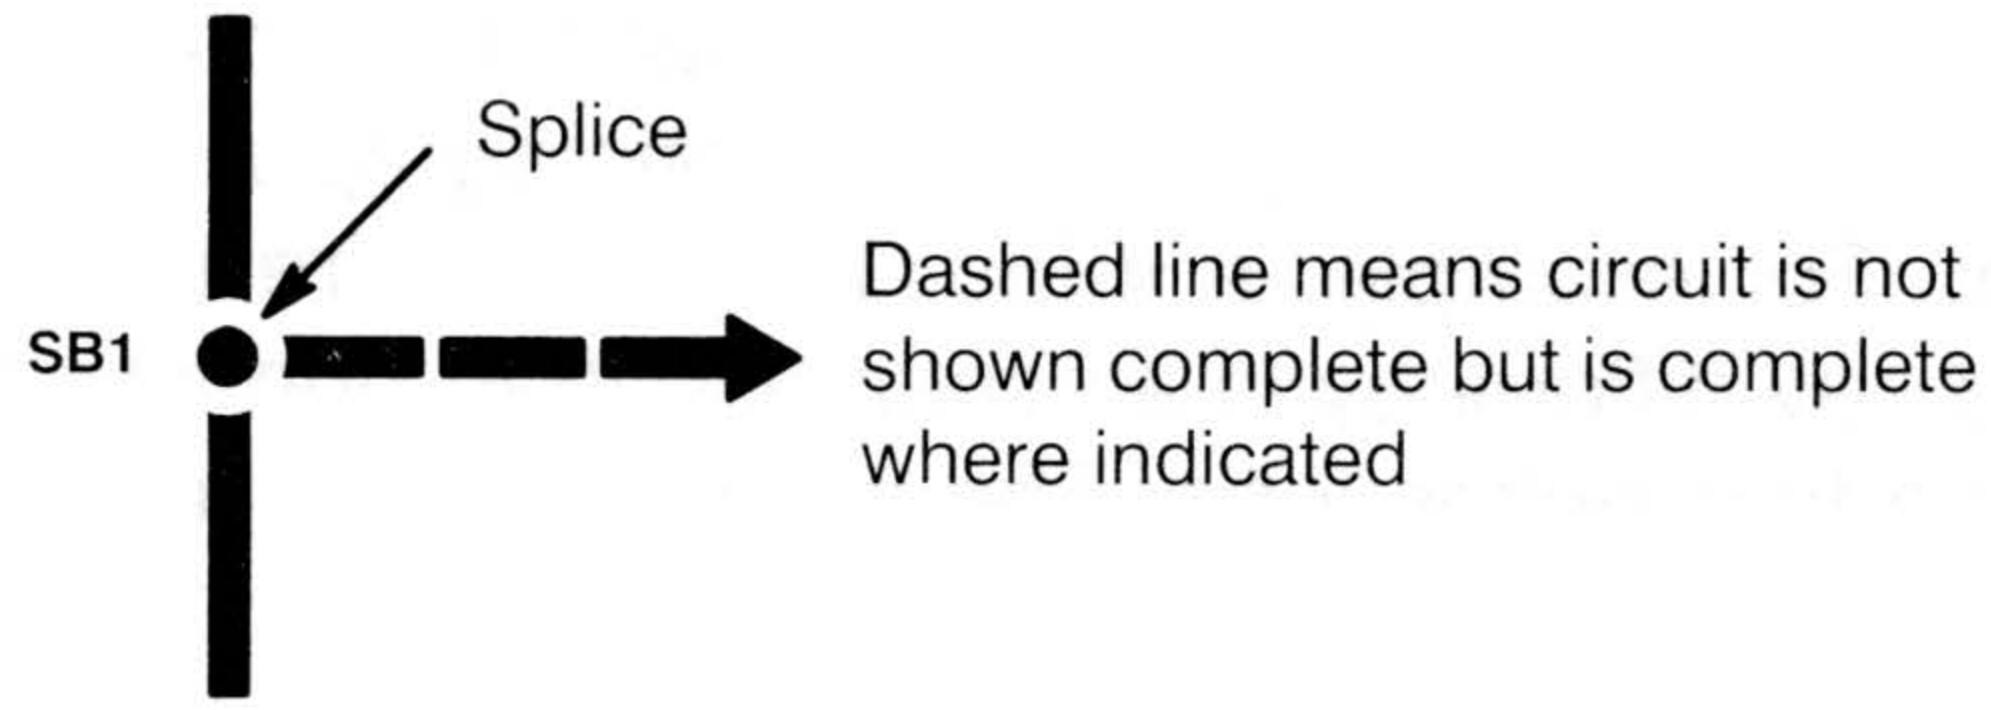 Splice
SB1
Dashed line means circuit is not
shown complete but is complete
where indicated